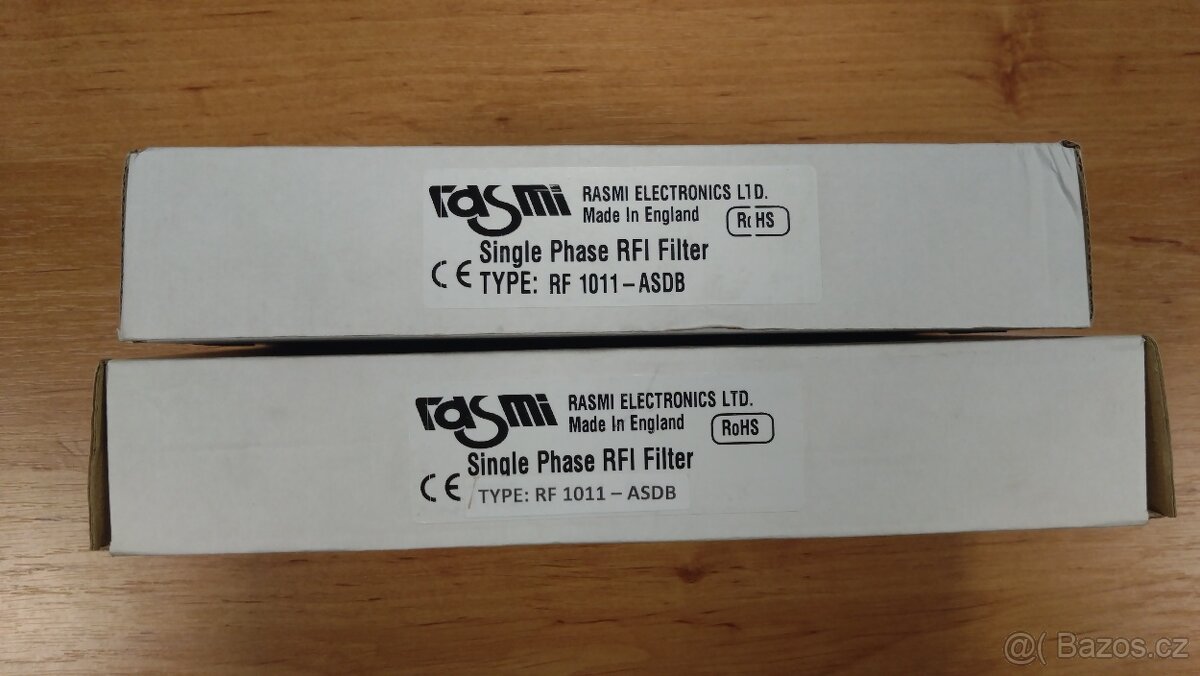 rasmi RASMI ELECTRONICS LTD.
Made In England RoHS
Single Phase RFI Filter
CE TYPE: RF 1011-ASDB
rasmi RASMI ELECTRONICS LTD.
Made In England RoHS
Single Phase RFI Filter
CE TYPE: RF 1011 – ASDB
@( Bazos.cz